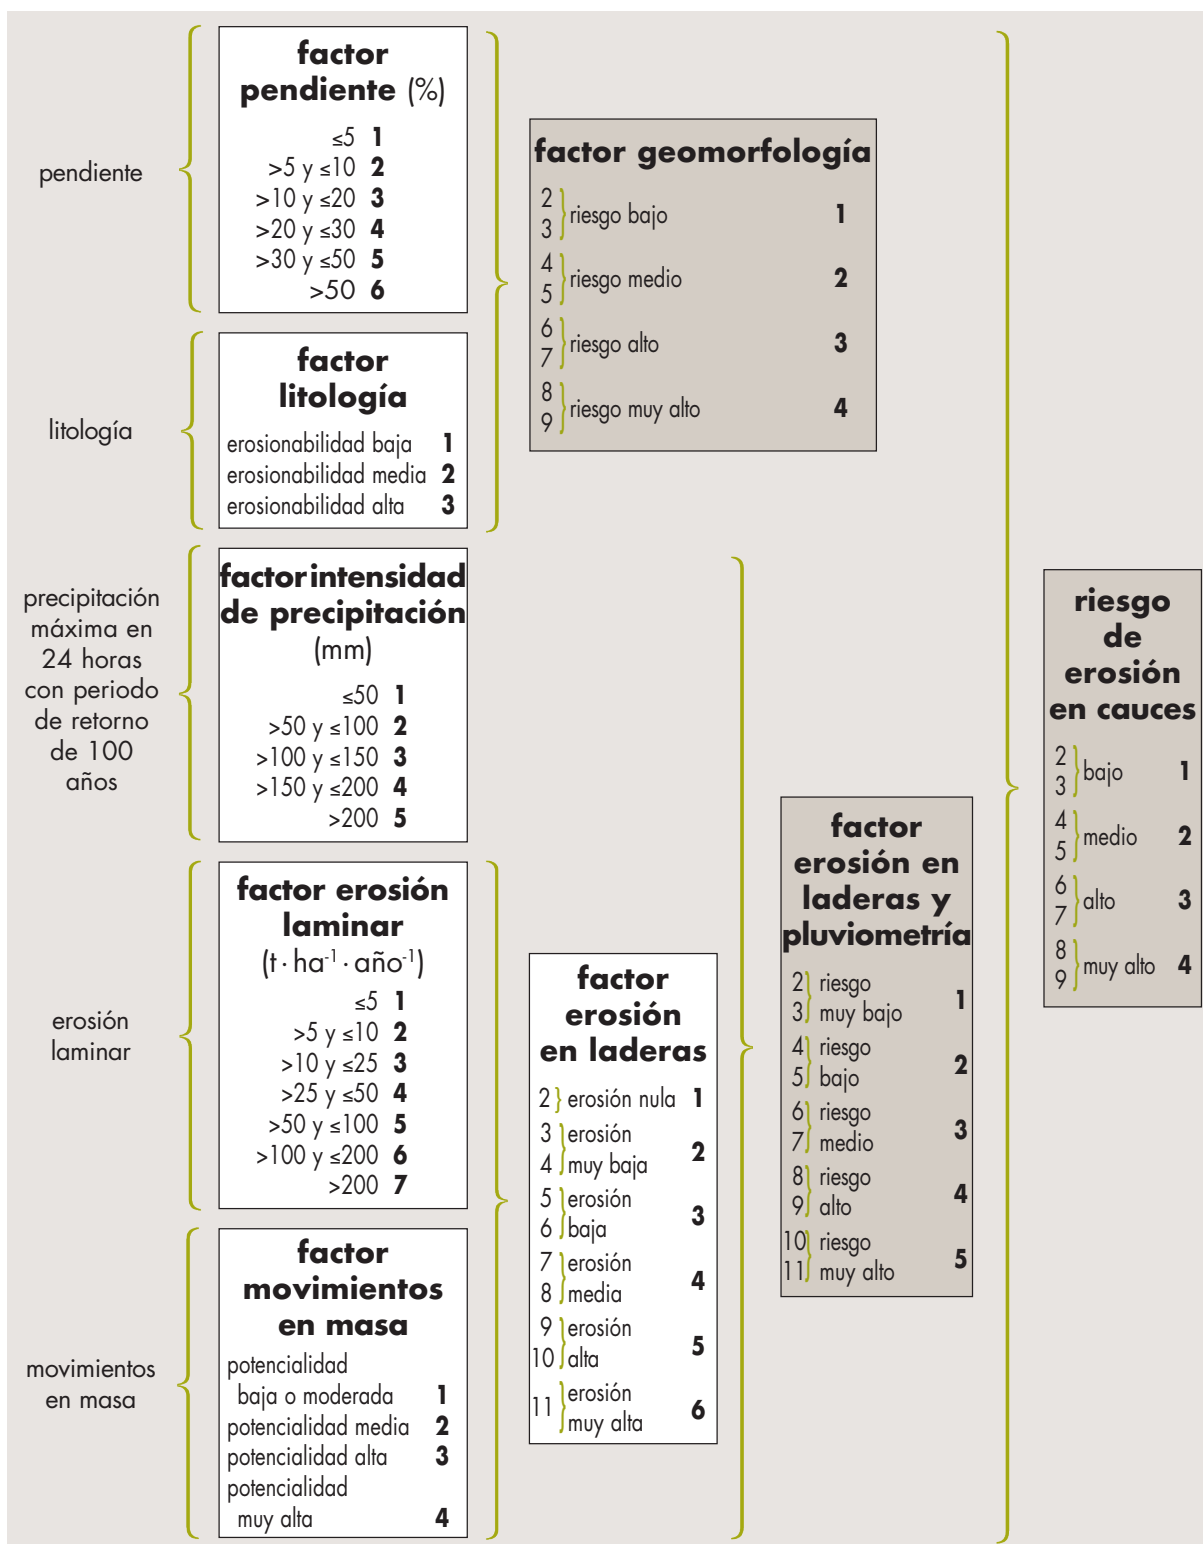 pendiente
factor
pendiente (%)
≤5 1
>5 y ≤10 2
>10 y ≤20 3
>20 y ≤30 4
>30 y ≤50 5
>50 6
litología
factor
litología
erosionabilidad baja 1
erosionabilidad media 2
erosionabilidad alta 3
factor geomorfología
2
3
riesgo bajo 1
4
5
riesgo medio 2
6
7
riesgo alto 3
8
9
riesgo muy alto 4
precipitación
máxima en
24 horas
con periodo
de retorno
de 100
años
factor intensidad
de precipitación
(mm)
≤50 1
>50 y ≤100 2
>100 y ≤150 3
>150 y ≤200 4
>200 5
erosión
laminar
factor erosión
laminar
(t·ha-1·año-1)
≤5 1
>5 y ≤10 2
>10 y ≤25 3
>25 y ≤50 4
>50 y ≤100 5
>100 y ≤200 6
>200 7
movimientos
en masa
factor
movimientos
en masa
potencialidad
baja o moderada 1
potencialidad media 2
potencialidad alta 3
potencialidad
muy alta 4
factor
erosión
en laderas
2 erosión nula 1
3 erosión
4 muy baja 2
5 erosión
6 baja 3
7 erosión
8 media 4
9 erosión
10 alta 5
11 erosión
muy alta 6
factor
erosión en
laderas y
pluviometría
2 riesgo
3 muy bajo 1
4 riesgo
5 bajo 2
6 riesgo
7 medio 3
8 riesgo
9 alto 4
10 riesgo
11 muy alto 5
riesgo
de
erosión
en cauces
2
3
bajo 1
4
5
medio 2
6
7
alto 3
8
9
muy alto 4